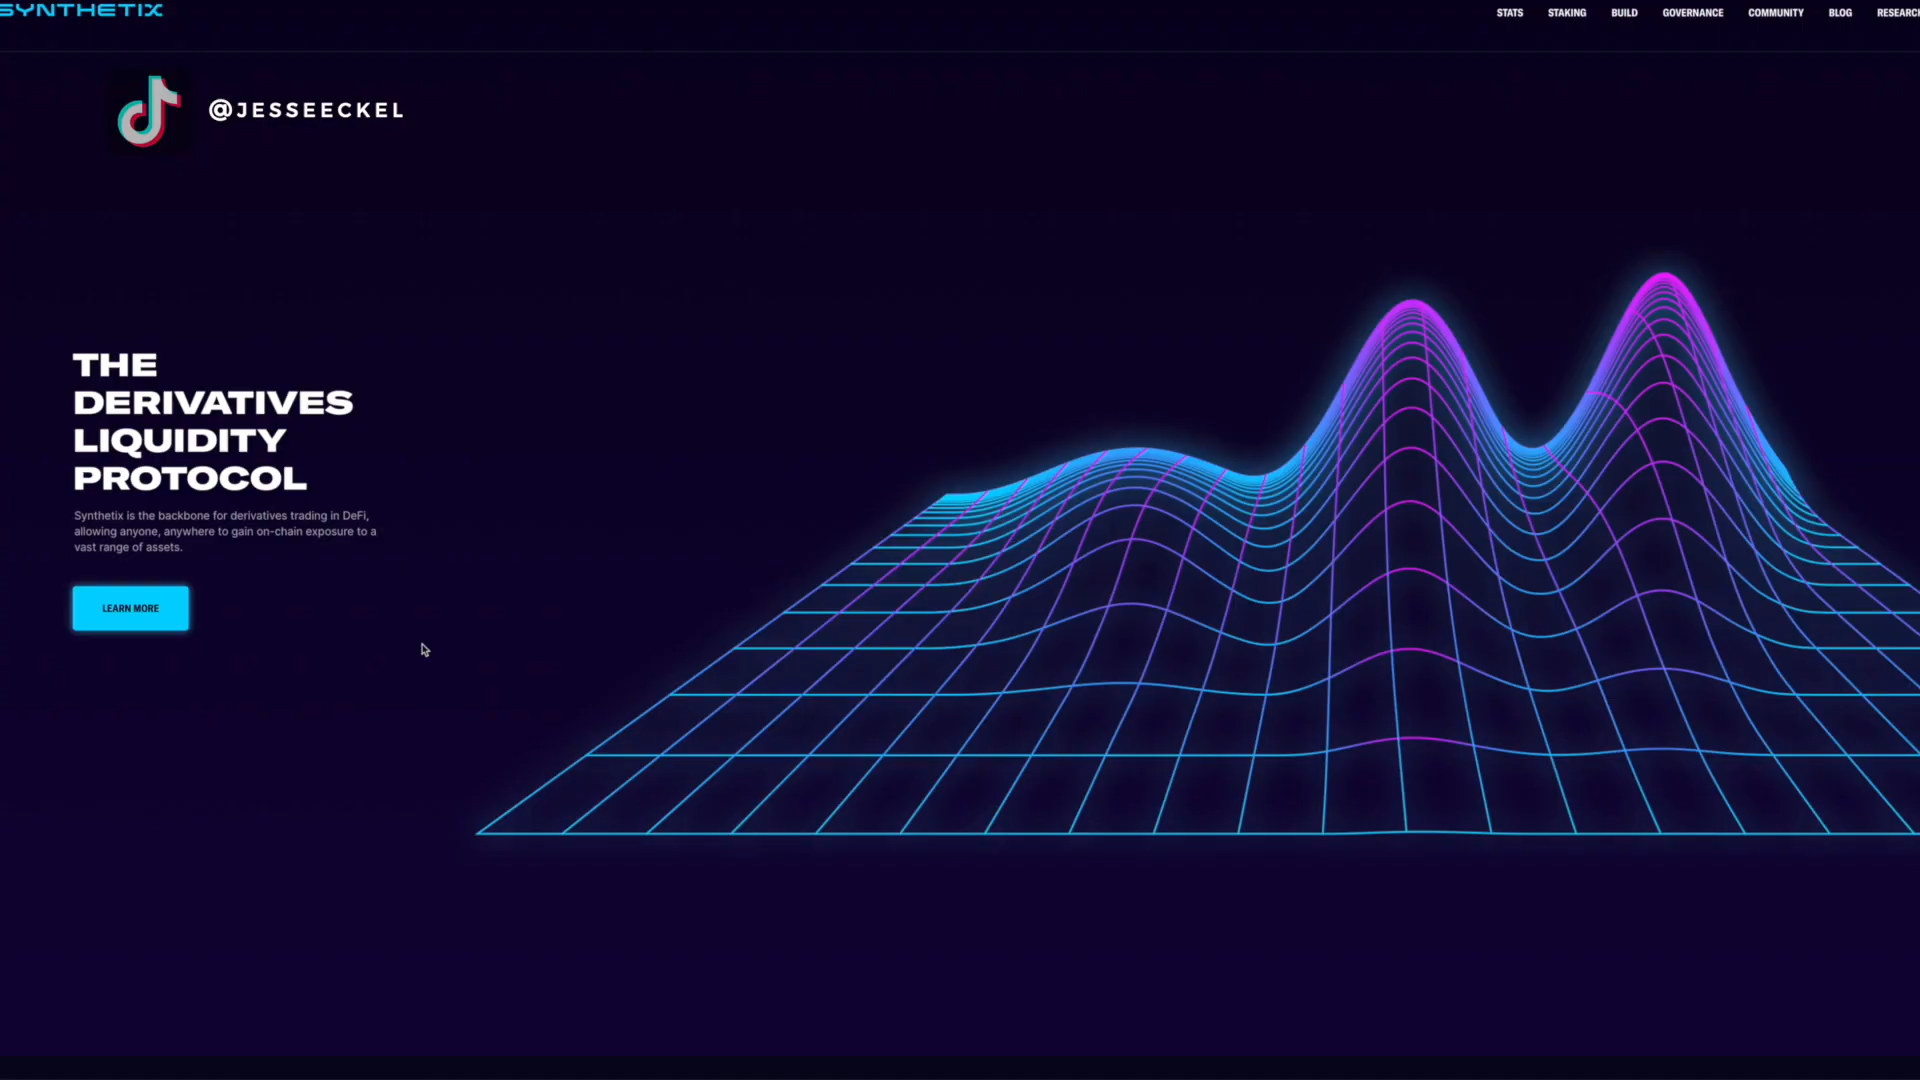 SYNTHETIX
STATS STAKING BUILD GOVERNANCE COMMUNITY BLOG RESEARCH
@JESSEECKEL
THE
DERIVATIVES
LIQUIDITY
PROTOCOL
Synthetix is the backbone for derivatives trading in DeFi,
allowing anyone, anywhere to gain on-chain exposure to a
vast range of assets.
LEARN MORE